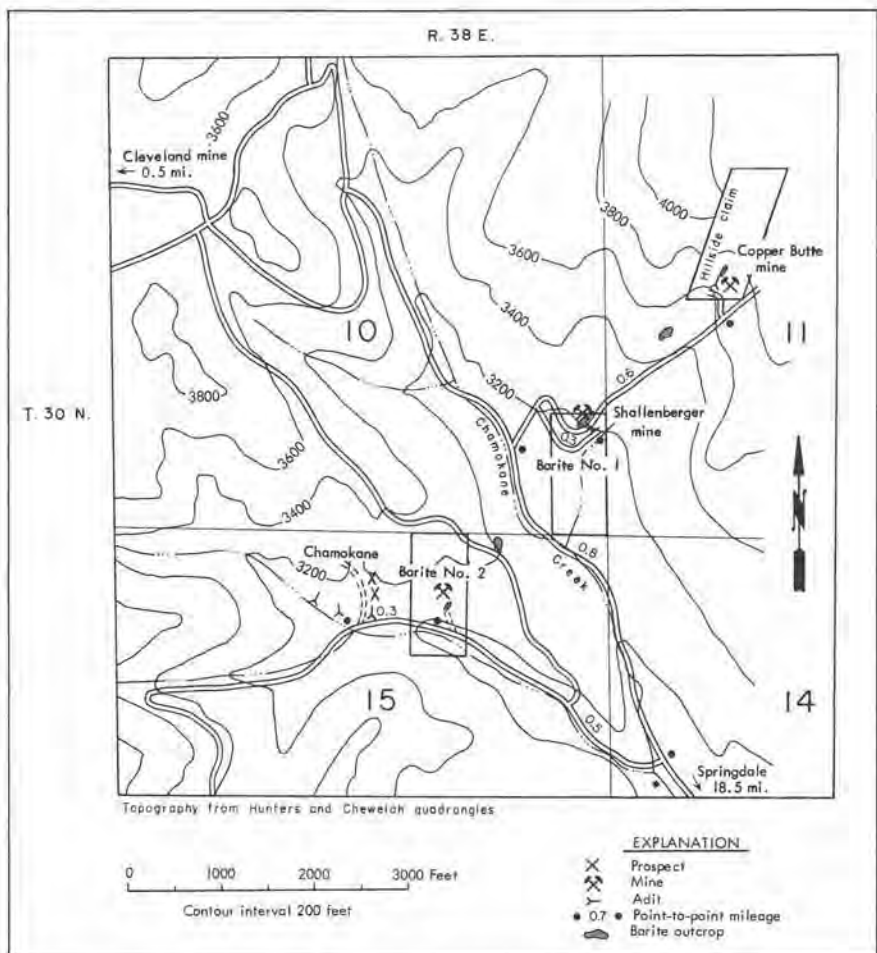 R. 38 E.
3600
Cleveland mine
0.5 mi.
4000
3800
Hillside claim
3600
Copper Butte
mine
3400
10
11
3200
0.6
3800
T. 30 N.
Shallenberger
mine
0.3
Barite No. 1
Chamokane
Creek
3600
N
3400
0.8
Chamokane
3200
Barite No. 2
0.3
15
14
0.5
Springdale
18.5 mi.
Topography from Hunters and Chewelah quadrangles
0 1000 2000 3000 Feet
Contour interval 200 feet
EXPLANATION
Prospect
Mine
Adit
0.7 Point-to-point mileage
Barite outcrop